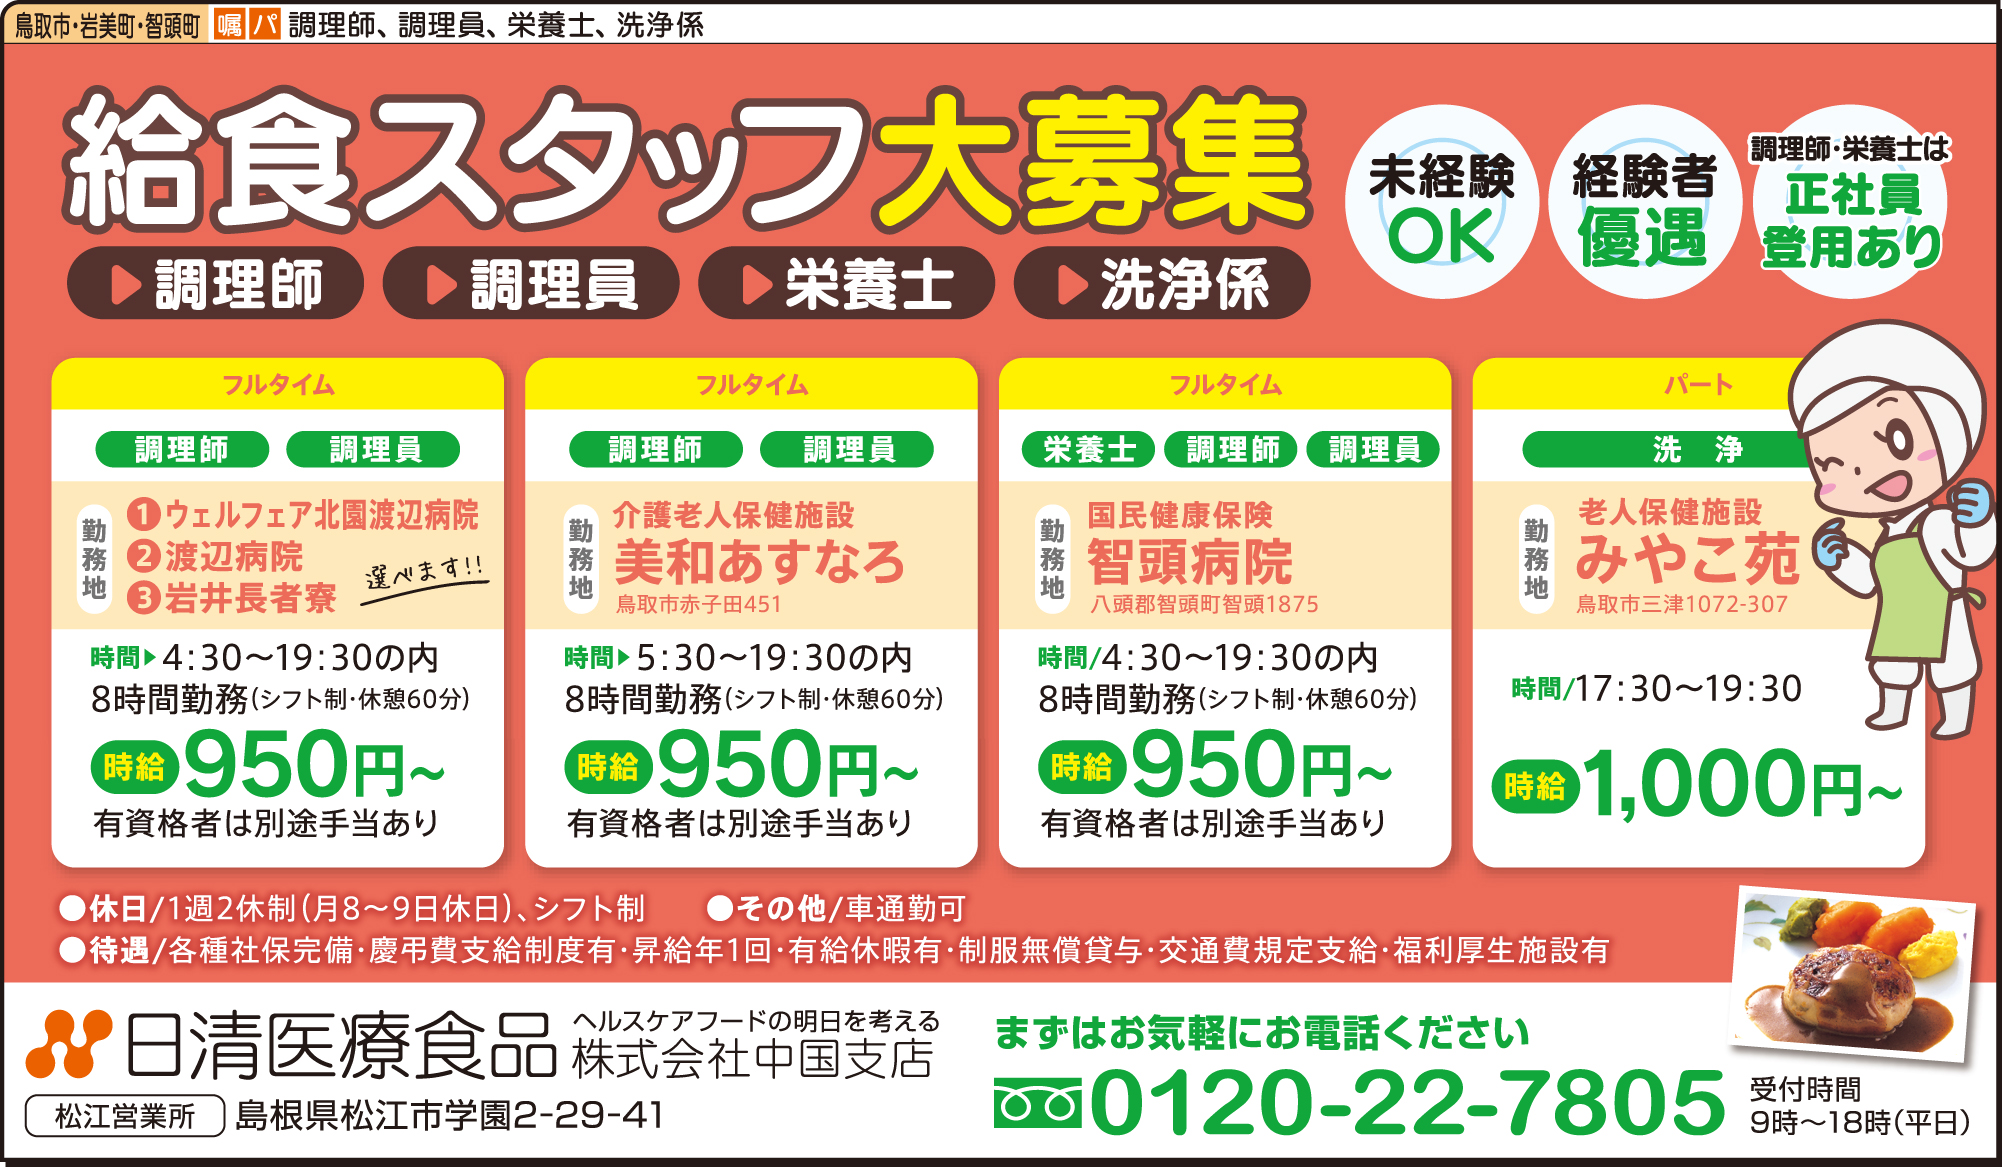 鳥取市・岩美町・智頭町 嘱 パ 調理師、調理員、栄養士、洗浄係
給食スタッフ大募集
調理師 調理員 栄養士 洗浄係
未経験
OK
経験者
優遇
調理師・栄養士は
正社員
登用あり
フルタイム
調理師 調理員
勤務地
1 ウェルフェア北園渡辺病院
2 渡辺病院
3 岩井長者寮
選べます!!
時間 4:30〜19:30の内
8時間勤務(シフト制・休憩60分)
時給 950円〜
有資格者は別途手当あり
フルタイム
調理師 調理員
勤務地
介護老人保健施設
美和あすなろ
鳥取市赤子田451
時間 5:30〜19:30の内
8時間勤務(シフト制・休憩60分)
時給 950円〜
有資格者は別途手当あり
フルタイム
栄養士 調理師 調理員
勤務地
国民健康保険
智頭病院
八頭郡智頭町智頭1875
時間/4:30〜19:30の内
8時間勤務(シフト制・休憩60分)
時給 950円〜
有資格者は別途手当あり
パート
洗 浄
勤務地
老人保健施設
みやこ苑
鳥取市三津1072-307
時間/17:30〜19:30
時給 1,000円〜
●休日/1週2休制(月8〜9日休日)、シフト制 ●その他/車通勤可
●待遇/各種社保完備・慶弔費支給制度有・昇給年1回・有給休暇有・制服無償貸与・交通費規定支給・福利厚生施設有
日清医療食品
ヘルスケアフードの明日を考える
株式会社中国支店
松江営業所 島根県松江市学園2-29-41
まずはお気軽にお電話ください
0120-22-7805
受付時間
9時〜18時(平日)